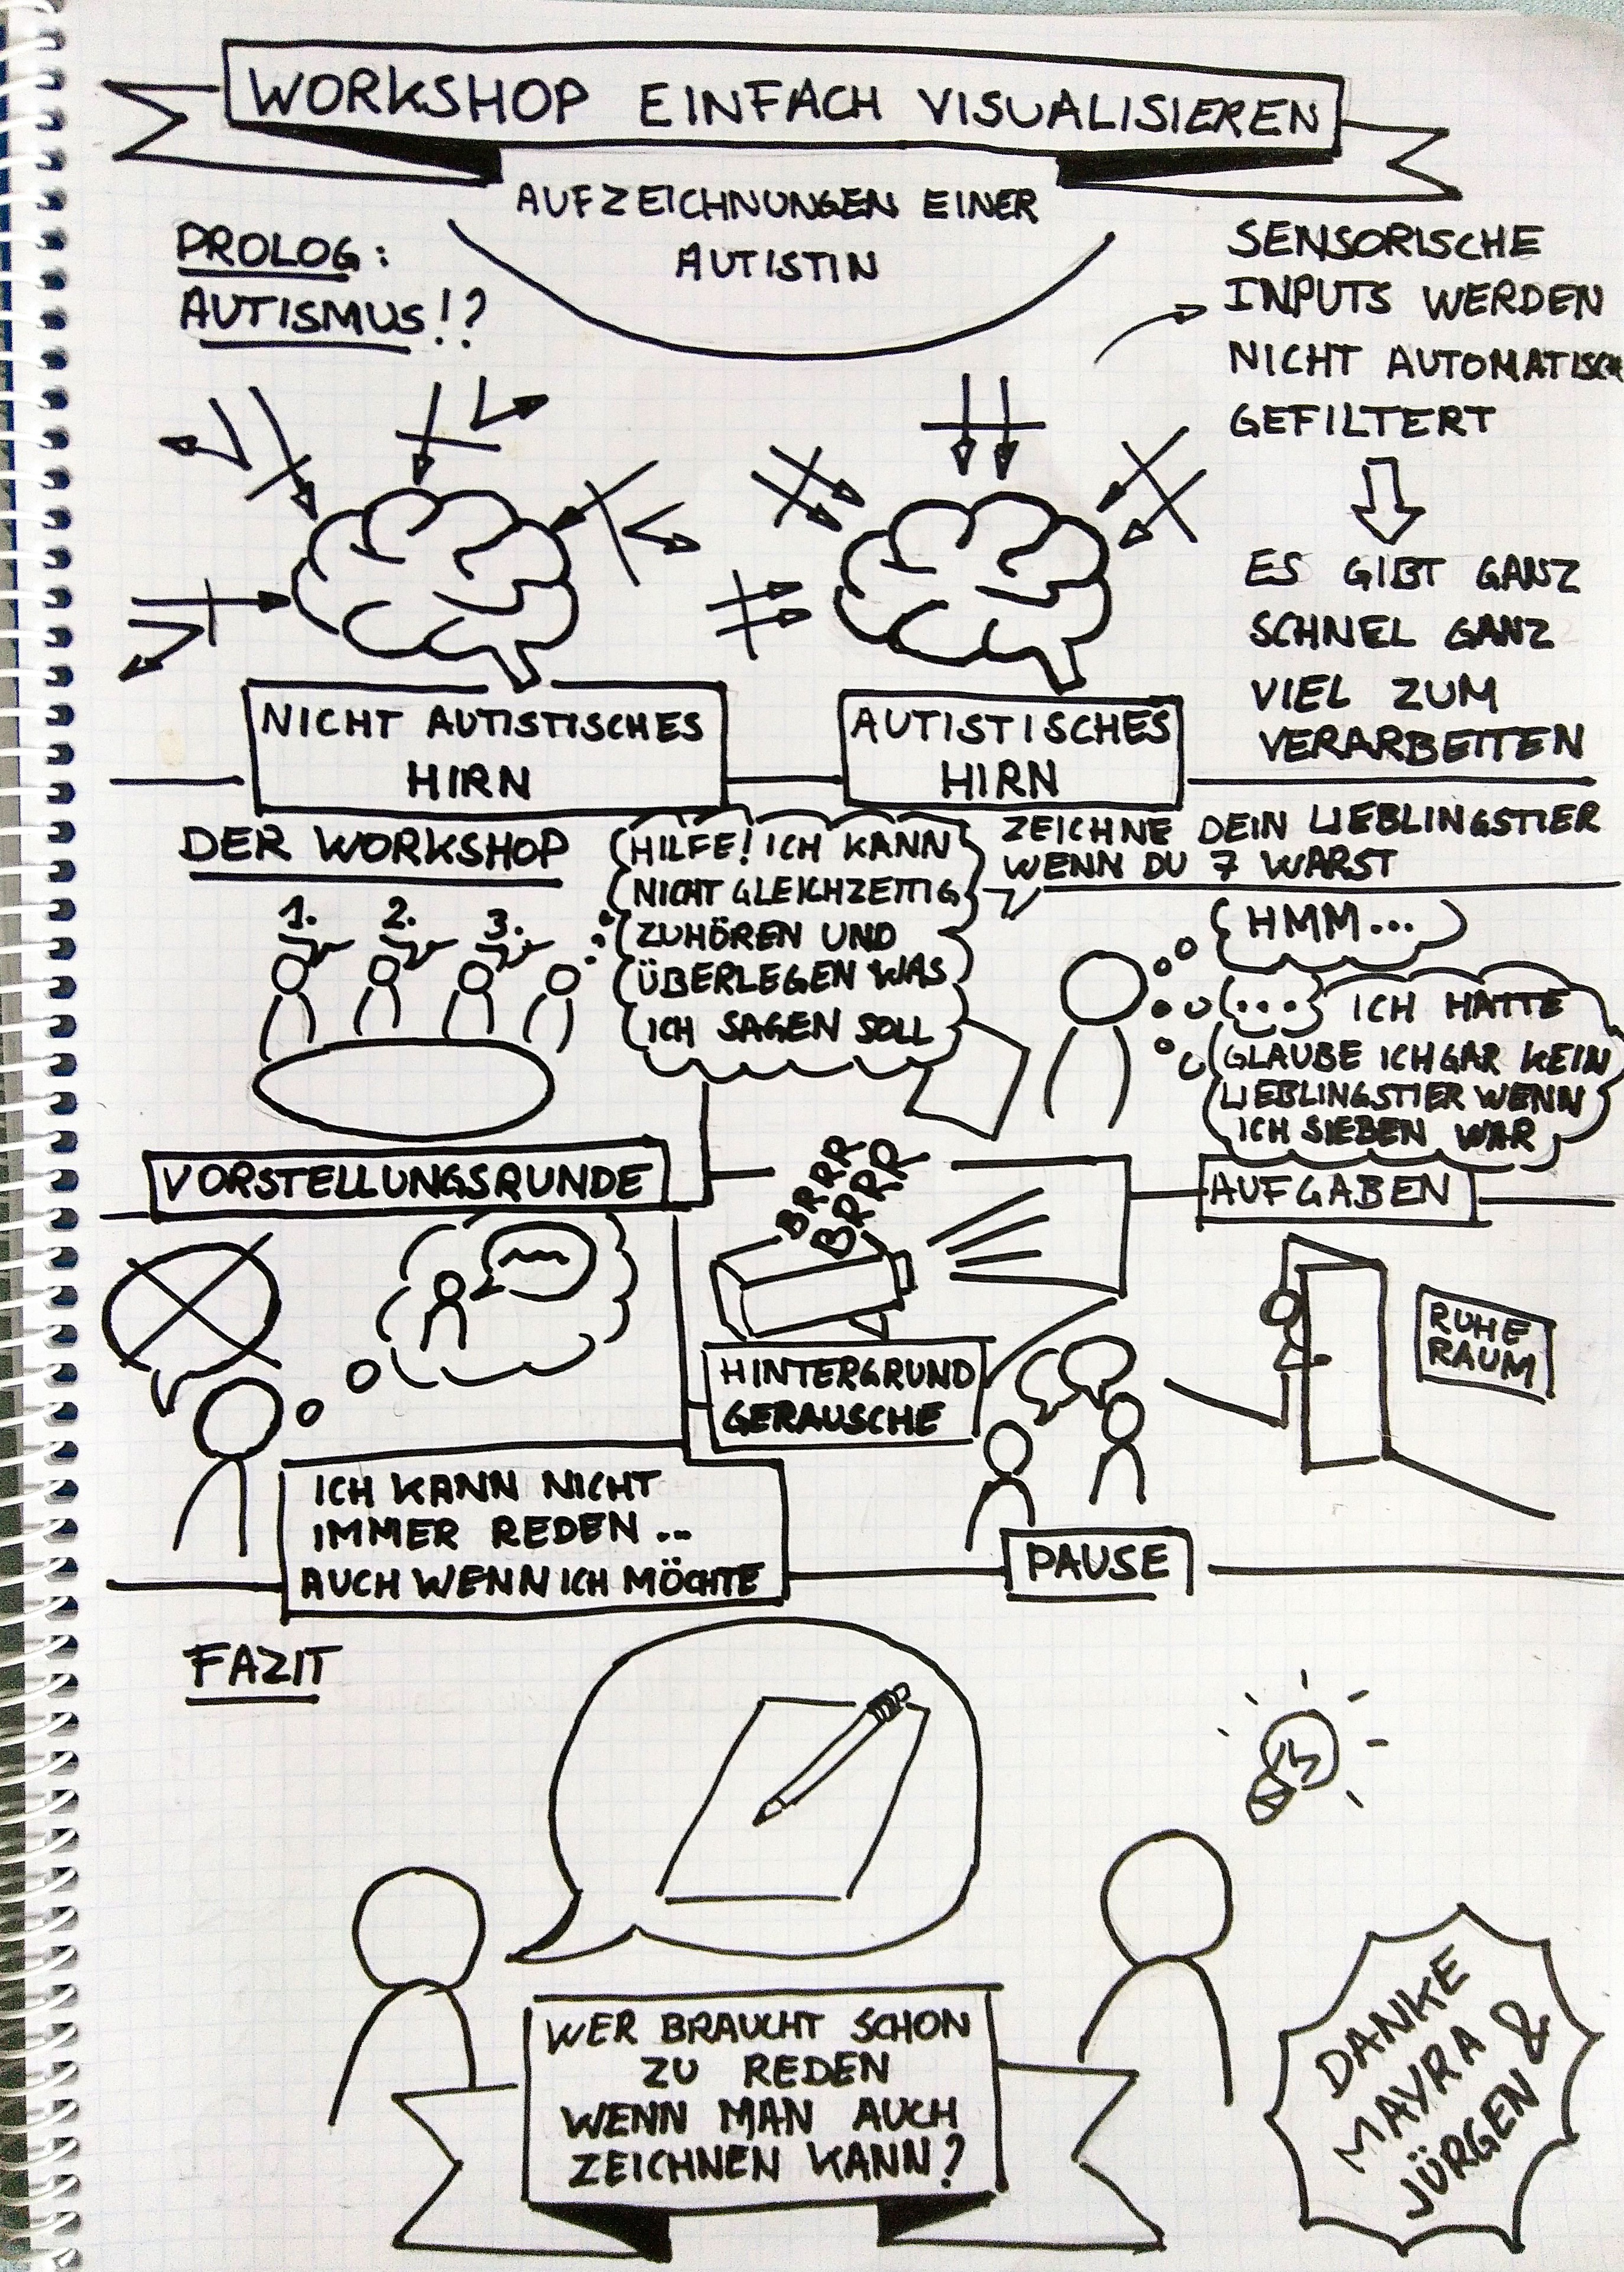 WORKSHOP EINFACH VISUALISIEREN
AUFZEICHNUNGEN EINER
AUTISTIN
PROLOG:
AUTISMUS!?
SENSORISCHE
INPUTS WERDEN
NICHT AUTOMATISCH
GEFILTERT
ES GIBT GANZ
SCHNEL GANZ
VIEL ZUM
VERARBEITEN
NICHT AUTISTISCHES
HIRN
AUTISTISCHES
HIRN
DER WORKSHOP
1. 2. 3.
HILFE! ICH KANN
NICHT GLEICHZEITIG
ZUHÖREN UND
ÜBERLEGEN WAS
ICH SAGEN SOLL
VORSTELLUNGSRUNDE
ZEICHNE DEIN LIEBLINGSTIER
WENN DU 7 WARST
HMM...
...
ICH HATTE
GLAUBE ICH GAR KEIN
LIEBLINGSTIER WENN
ICH SIEBEN WAR
AUFGABEN
ICH KANN NICHT
IMMER REDEN ...
AUCH WENN ICH MÖCHTE
BRRR
BRRR
HINTERGRUND
GERAUSCHE
RUHE
RAUM
PAUSE
FAZIT
WER BRAUCHT SCHON
ZU REDEN
WENN MAN AUCH
ZEICHNEN KANN?
DANKE
MAYRA &
JÜRGEN